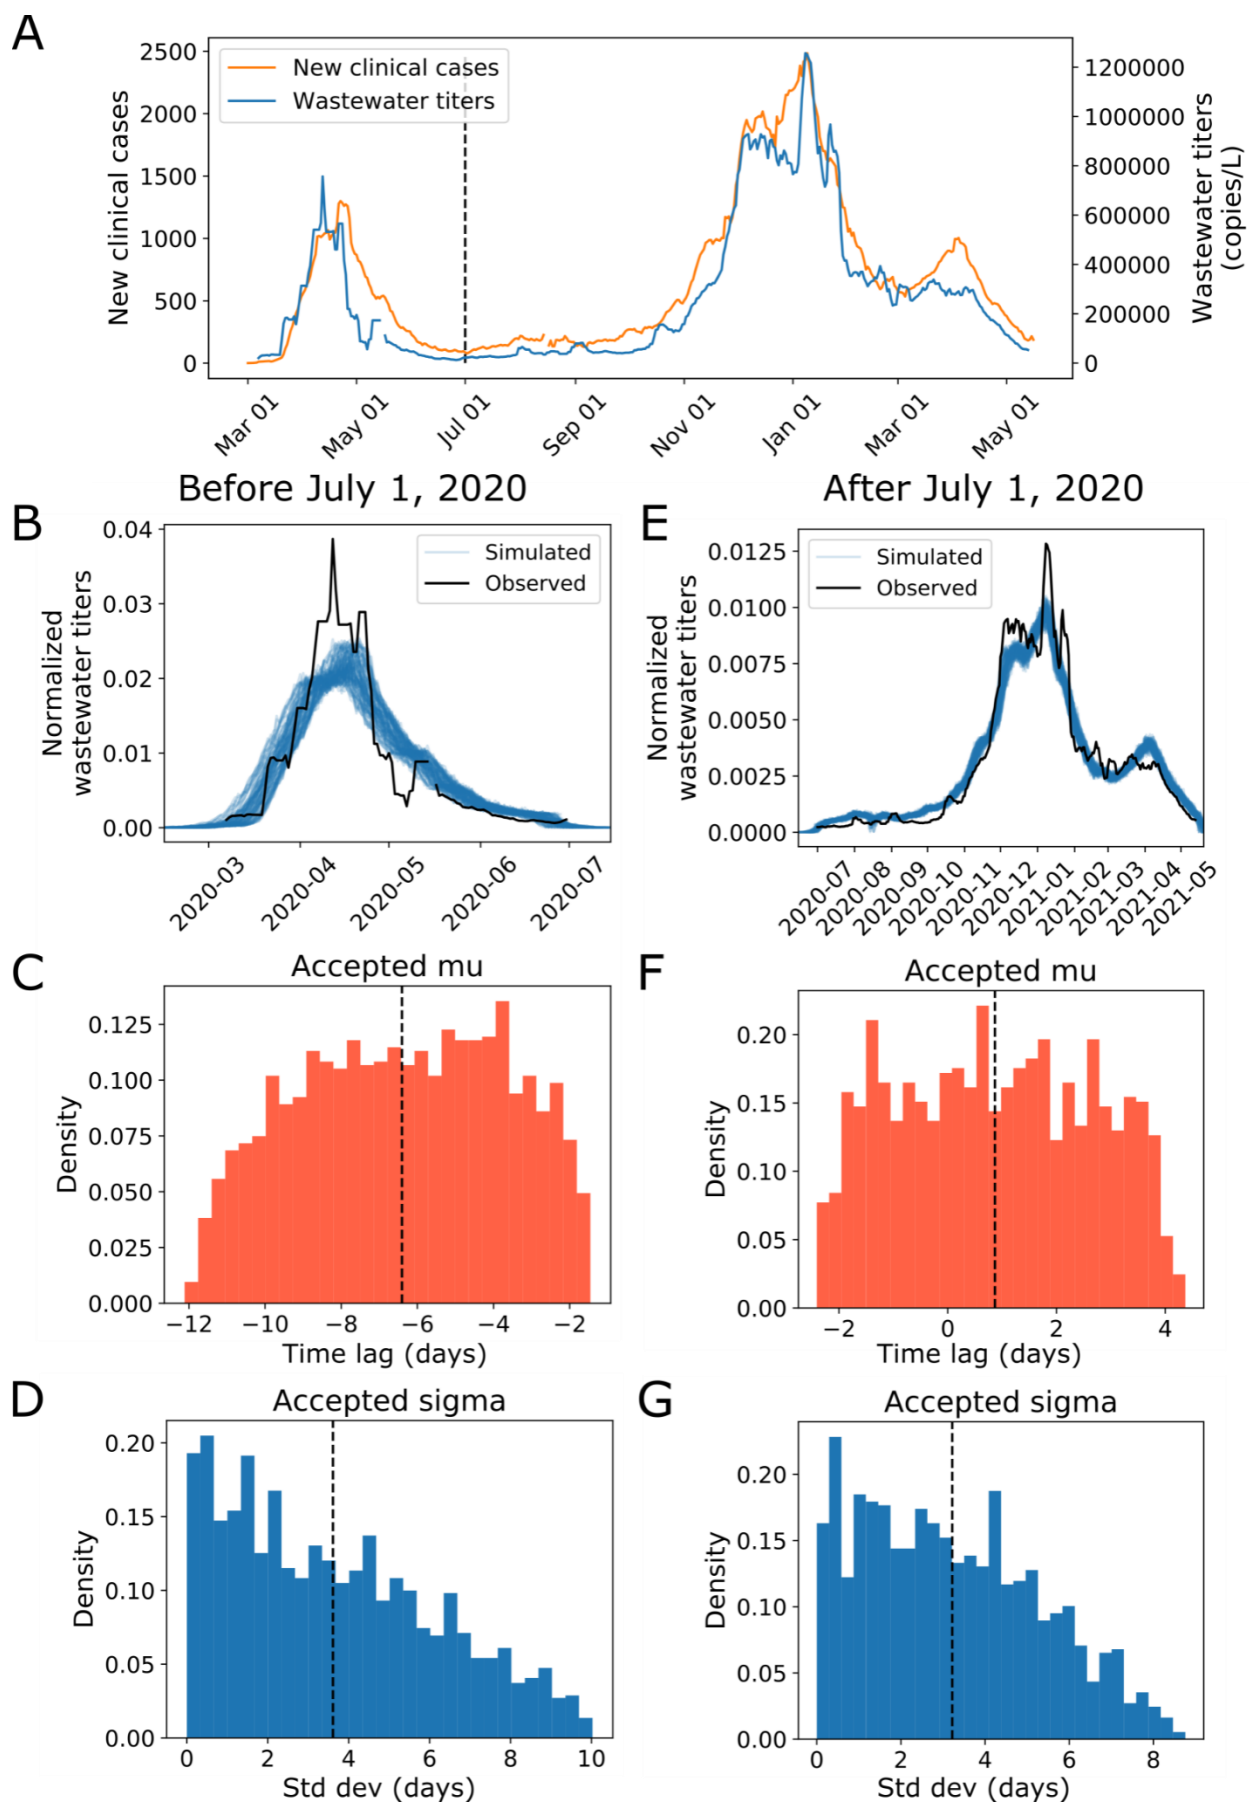 A
New clinical cases
Wastewater titers
2500
2000
1500
1000
500
0
New clinical cases
1200000
1000000
800000
600000
400000
200000
0
Wastewater titers
(copies/L)
Mar 01
May 01
Jul 01
Sep 01
Nov 01
Jan 01
Mar 01
May 01
Before July 1, 2020
B
Simulated
Observed
0.04
0.03
0.02
0.01
0.00
Normalized
wastewater titers
2020-03
2020-04
2020-05
2020-06
2020-07
After July 1, 2020
E
Simulated
Observed
0.0125
0.0100
0.0075
0.0050
0.0025
0.0000
Normalized
wastewater titers
2020-07
2020-08
2020-09
2020-10
2020-11
2020-12
2020-01
2021-02
2021-03
2021-04
2021-05
C
Accepted mu
0.125
0.100
0.075
0.050
0.025
0.000
Density
−12
−10
−8
−6
−4
−2
Time lag (days)
F
Accepted mu
0.20
0.15
0.10
0.05
0.00
Density
−2
0
2
4
Time lag (days)
D
Accepted sigma
0.20
0.15
0.10
0.05
0.00
Density
0
2
4
6
8
10
Std dev (days)
G
Accepted sigma
0.20
0.15
0.10
0.05
0.00
Density
0
2
4
6
8
Std dev (days)